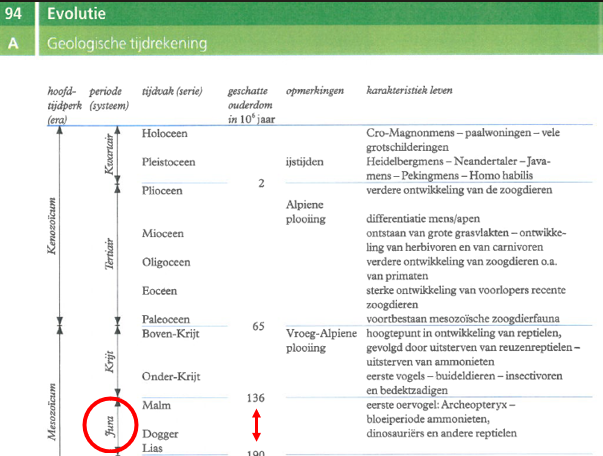 94 Evolutie
A Geologische tijdrekening
hoofd- periode tijdvak (serie) geschatte opmerkingen karakteristiek leven
tijdperk (systeem) ouderdom
(era) in 10⁶ jaar
Kenozoïcum
Kwartair
Holoceen Cro-Magnonmens – paalwoningen – vele
grotschilderingen
Pleistoceen ijstijden Heidelbergmens – Neandertaler – Java-
mens – Pekingmens – Homo habilis
2
Tertiair
Plioceen verdere ontwikkeling van de zoogdieren
Alpiene
plooiing differentiatie mens/apen
Mioceen ontstaan van grote grasvlakten – ontwikke-
ling van herbivoren en van carnivoren
Oligoceen verdere ontwikkeling van zoogdieren o.a.
van primaten
Eoceen sterke ontwikkeling van voorlopers recente
zoogdieren
Paleoceen voortbestaan mesozoïsche zoogdierfauna
65
Mesozoïcum
Krijt
Boven-Krijt Vroeg-Alpiene hoogtepunt in ontwikkeling van reptielen,
plooiing gevolgd door uitsterven van reuzenreptielen –
uitsterven van ammonieten
Onder-Krijt eerste vogels – buideldieren – insectivoren
en bedektzadigen
136
Jura
Malm eerste oervogel: Archeopteryx –
bloeiperiode ammonieten,
Dogger dinosauriërs en andere reptielen
Lias
190